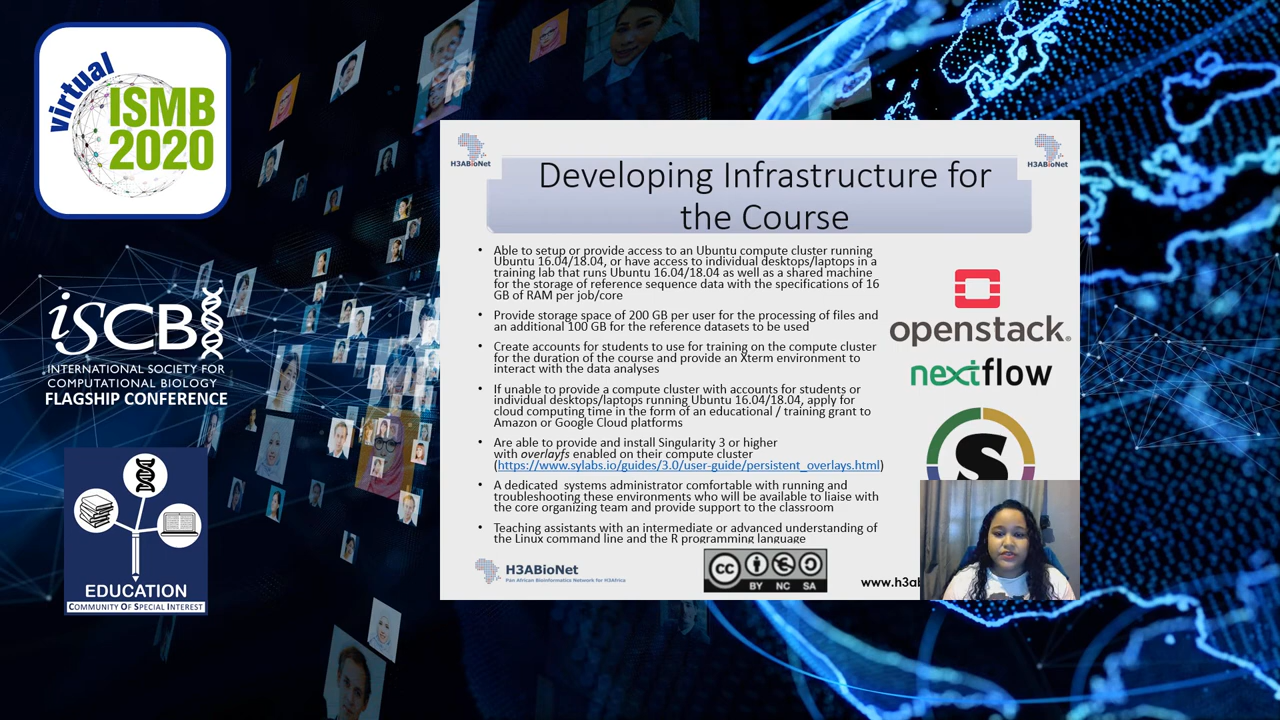 virtual
ISMB
2020
iSCB
INTERNATIONAL SOCIETY FOR
COMPUTATIONAL BIOLOGY
FLAGSHIP CONFERENCE
EDUCATION
COMMUNITY OF SPECIAL INTEREST
H3ABioNet
H3ABioNet
Developing Infrastructure for
the Course
• Able to setup or provide access to an Ubuntu compute cluster running
Ubuntu 16.04/18.04, or have access to individual desktops/laptops in a
training lab that runs Ubuntu 16.04/18.04 as well as a shared machine
for the storage of reference sequence data with the specifications of 16
GB of RAM per job/core
• Provide storage space of 200 GB per user for the processing of files and
an additional 100 GB for the reference datasets to be used
• Create accounts for students to use for training on the compute cluster
for the duration of the course and provide an Xterm environment to
interact with the data analyses
• If unable to provide a compute cluster with accounts for students or
individual desktops/laptops running Ubuntu 16.04/18.04, apply for
cloud computing time in the form of an educational / training grant to
Amazon or Google Cloud platforms
• Are able to provide and install Singularity 3 or higher
with overlayfs enabled on their compute cluster
(https://www.sylabs.io/guides/3.0/user-guide/persistent_overlays.html)
• A dedicated systems administrator comfortable with running and
troubleshooting these environments who will be available to liaise with
the core organizing team and provide support to the classroom
• Teaching assistants with an intermediate or advanced understanding of
the Linux command line and the R programming language
openstack®
nextflow
S
H3ABioNet
Pan African Bioinformatics Network for H3Africa
cc
BY NC SA
www.h3ab